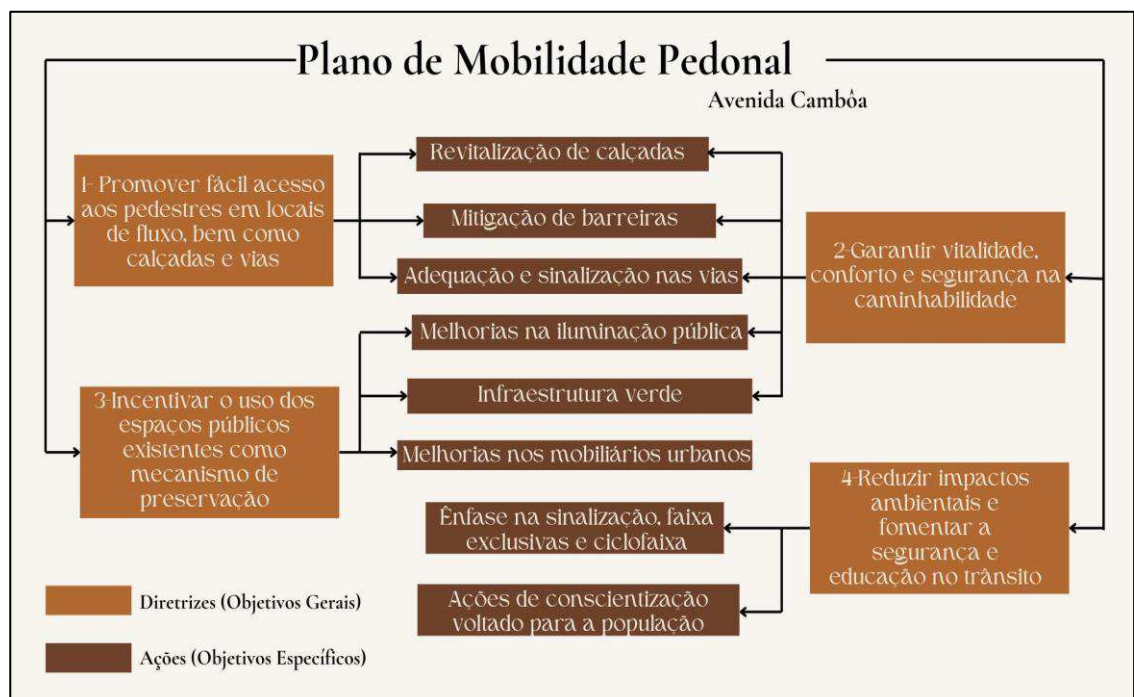 Plano de Mobilidade Pedonal
Avenida Cambôa
1- Promover fácil acesso
aos pedestres em locais
de fluxo, bem como
calçadas e vias
Revitalização de calçadas
Mitigação de barreiras
Adequação e sinalização nas vias
2-Garantir vitalidade,
conforto e segurança na
caminhabilidade
Melhorias na iluminação pública
Infraestrutura verde
Melhorias nos mobiliários urbanos
3-Incentivar o uso dos
espaços públicos
existentes como
mecanismo de
preservação
4-Reduzir impactos
ambientais e
fomentar a
segurança e
educação no trânsito
Ênfase na sinalização, faixa
exclusivas e ciclofaixa
Ações de conscientização
voltado para a população
Diretrizes (Objetivos Gerais)
Ações (Objetivos Específicos)